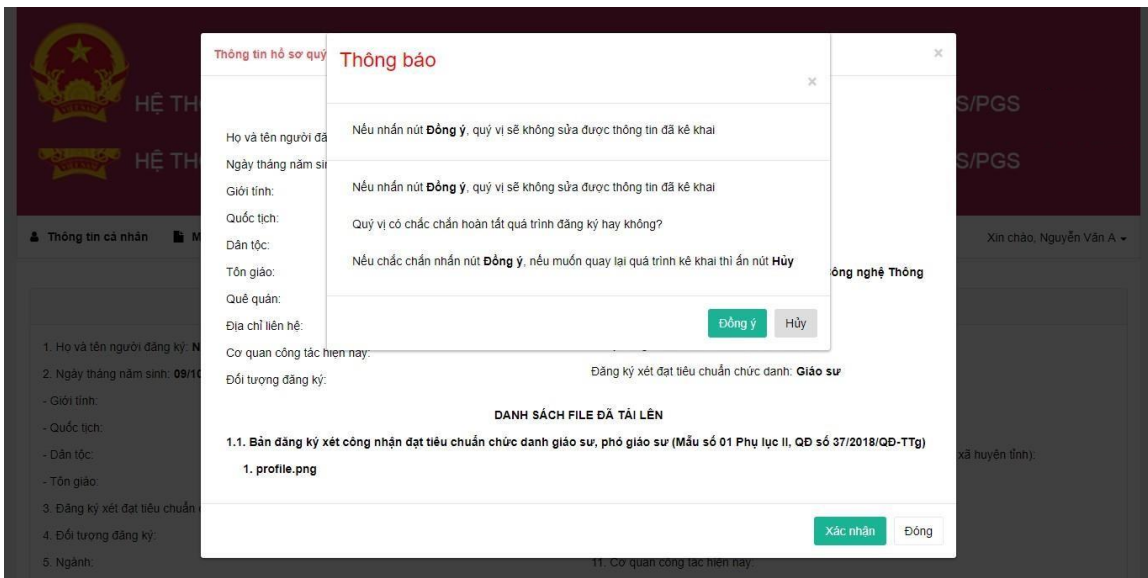 Thông tin hồ sơ quý
Thông báo
×
×
HỆ TH
S/PGS
Nếu nhấn nút Đồng ý, quý vị sẽ không sửa được thông tin đã kê khai
Họ và tên người đã
HỆ TH
S/PGS
Ngày tháng năm sin
Nếu nhấn nút Đồng ý, quý vị sẽ không sửa được thông tin đã kê khai
Giới tính:
Quốc tịch:
Quý vị có chắc chắn hoàn tất quá trình đăng ký hay không?
Thông tin cá nhân M
Xin chào, Nguyễn Văn A
Dân tộc:
Nếu chắc chắn nhấn nút Đồng ý, nếu muốn quay lại quá trình kê khai thì ấn nút Hủy
Tôn giáo:
ông nghệ Thông
Quê quán:
Địa chỉ liên hệ:
Đồng ý Hủy
1. Họ và tên người đăng ký: N
Cơ quan công tác hiện nay:
2. Ngày tháng năm sinh: 09/10
Đối tượng đăng ký:
Đăng ký xét đạt tiêu chuẩn chức danh: Giáo sư
- Giới tính:
DANH SÁCH FILE ĐÃ TẢI LÊN
- Quốc tịch:
1.1. Bản đăng ký xét công nhận đạt tiêu chuẩn chức danh giáo sư, phó giáo sư (Mẫu số 01 Phụ lục II, QĐ số 37/2018/QĐ-TTg)
- Dân tộc:
xã huyện tỉnh):
1. profile.png
- Tôn giáo:
3. Đăng ký xét đạt tiêu chuẩn
4. Đối tượng đăng ký:
Xác nhận Đóng
5. Ngành:
11. Cơ quan công tác hiện nay: